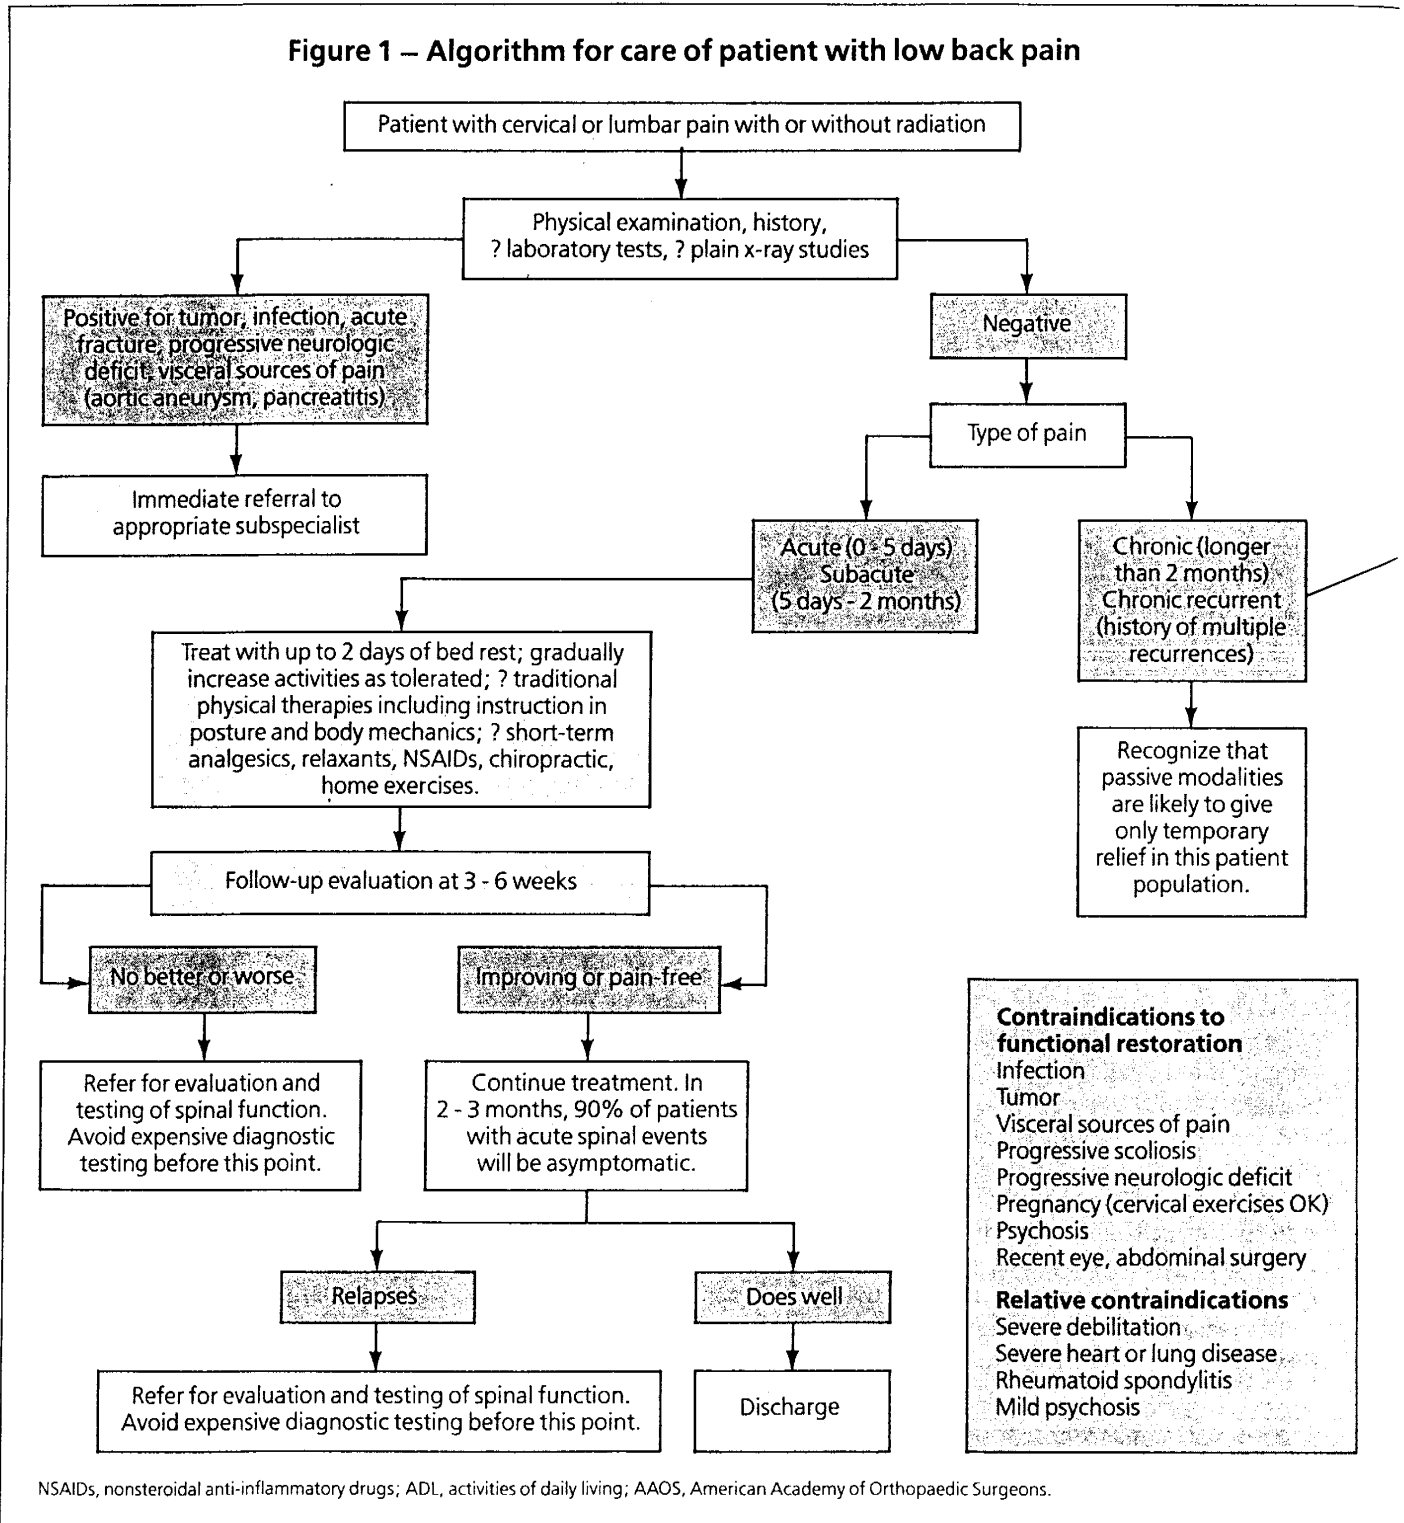 Figure 1 – Algorithm for care of patient with low back pain
Patient with cervical or lumbar pain with or without radiation
Physical examination, history,
? laboratory tests, ? plain x-ray studies
Positive for tumor, infection, acute
fracture, progressive neurologic
deficit, visceral sources of pain
(aortic aneurysm, pancreatitis)
Immediate referral to
appropriate subspecialist
Negative
Type of pain
Acute (0 - 5 days)
Subacute
(5 days - 2 months)
Chronic (longer
than 2 months)
Chronic recurrent
(history of multiple
recurrences)
Treat with up to 2 days of bed rest; gradually
increase activities as tolerated; ? traditional
physical therapies including instruction in
posture and body mechanics; ? short-term
analgesics, relaxants, NSAIDs, chiropractic,
home exercises.
Recognize that
passive modalities
are likely to give
only temporary
relief in this patient
population.
Follow-up evaluation at 3 - 6 weeks
No better or worse
Improving or pain-free
Refer for evaluation and
testing of spinal function.
Avoid expensive diagnostic
testing before this point.
Continue treatment. In
2 - 3 months, 90% of patients
with acute spinal events
will be asymptomatic.
Relapses
Does well
Refer for evaluation and testing of spinal function.
Avoid expensive diagnostic testing before this point.
Discharge
Contraindications to
functional restoration
Infection
Tumor
Visceral sources of pain
Progressive scoliosis
Progressive neurologic deficit
Pregnancy (cervical exercises OK)
Psychosis
Recent eye, abdominal surgery
Relative contraindications
Severe debilitation
Severe heart or lung disease
Rheumatoid spondylitis
Mild psychosis
NSAIDs, nonsteroidal anti-inflammatory drugs; ADL, activities of daily living; AAOS, American Academy of Orthopaedic Surgeons.